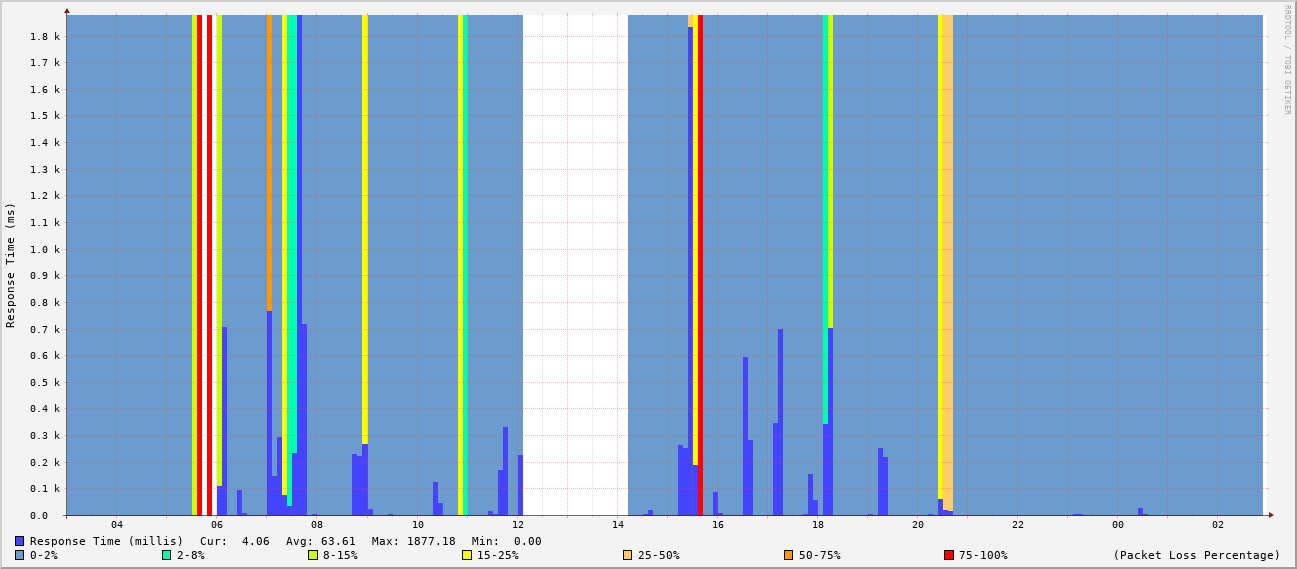 RRDTOOL / TOBI OETIKER
Response Time (ms)
1.8 k
1.7 k
1.6 k
1.5 k
1.4 k
1.3 k
1.2 k
1.1 k
1.0 k
0.9 k
0.8 k
0.7 k
0.6 k
0.5 k
0.4 k
0.3 k
0.2 k
0.1 k
0.0
04 06 08 10 12 14 16 18 20 22 00 02
Response Time (millis) Cur: 4.06 Avg: 63.61 Max: 1877.18 Min: 0.00
0-2% 2-8% 8-15% 15-25% 25-50% 50-75% 75-100% (Packet Loss Percentage)